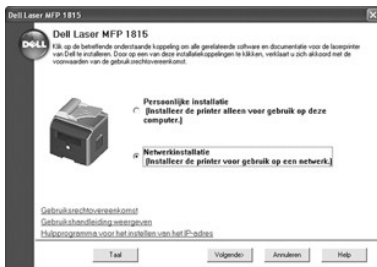 Dell Laser MFP 1815
DELL
Dell Laser MFP 1815
Klik op de betreffende onderstaande koppeling om alle gerelateerde software en documentatie voor de laserprinter
van Dell te installeren. Door op een van deze installatiekoppelingen te klikken, verklaart u zich akkoord met de
voorwaarden van de gebruiksrechtovereenkomst.
Persoonlijke installatie
(Installeer de printer alleen voor gebruik op deze
computer.)
Netwerkinstallatie
(Installeer de printer voor gebruik op een netwerk.)
Gebruiksrechtovereenkomst
Gebruikshandleiding weergeven
Hulpprogramma voor het instellen van het IP-adres
Taal
Volgende>
Annuleren
Help